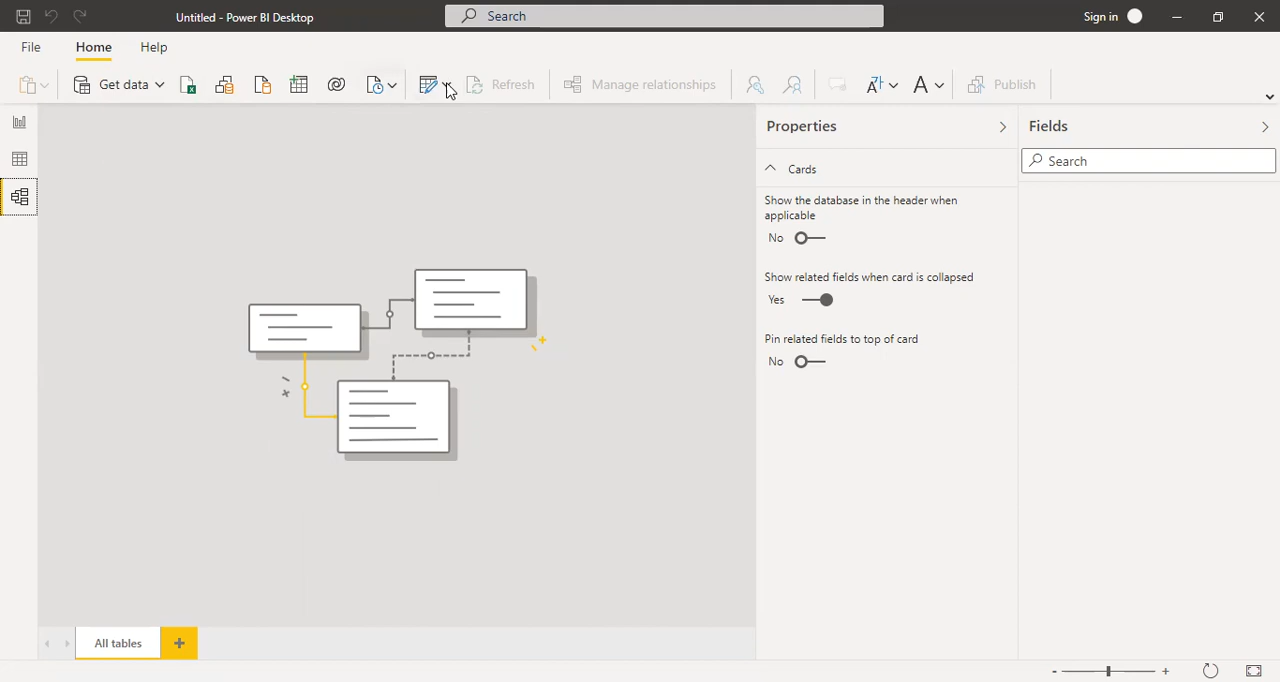 Untitled - Power BI Desktop
Search
Sign in
File
Home
Help
Get data
Refresh
Manage relationships
Publish
Properties
Fields
Cards
Search
Show the database in the header when
applicable
No
Show related fields when card is collapsed
Yes
Pin related fields to top of card
No
All tables